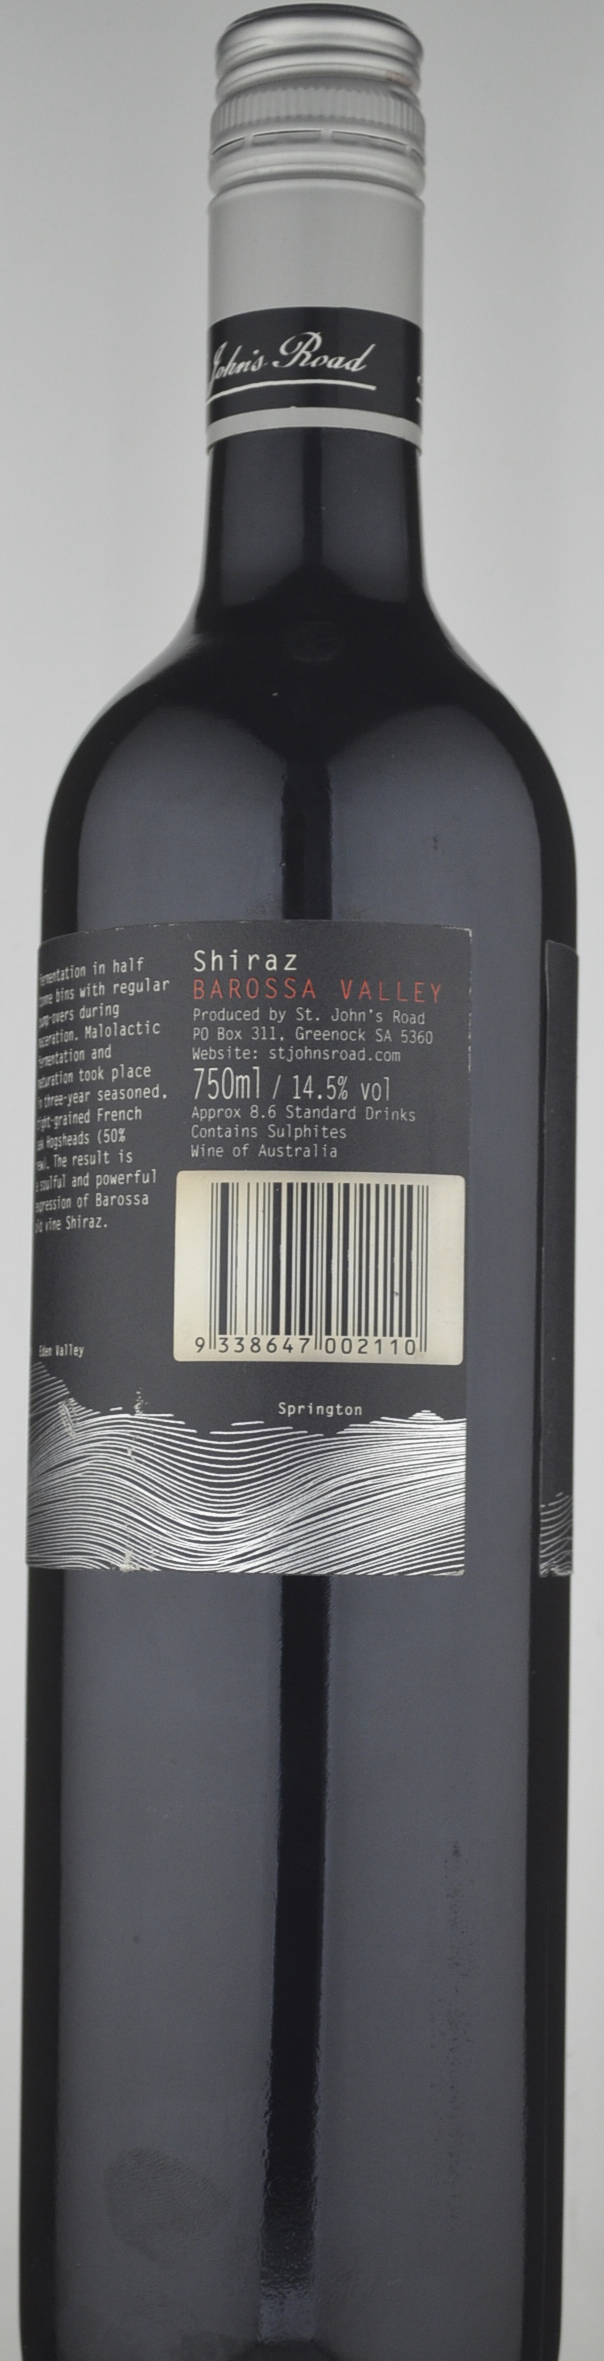 John's Road
fermentation in half
tonne bins with regular
pump-overs during
maceration. Malolactic
fermentation and
maturation took place
in three-year seasoned,
tight-grained French
oak Hogsheads (50%
new). The result is
a soulful and powerful
expression of Barossa
old vine Shiraz.
Shiraz
BAROSSA VALLEY
Produced by St. John's Road
PO Box 311, Greenock SA 5360
Website: stjohnsroad.com
750ml / 14.5% vol
Approx 8.6 Standard Drinks
Contains Sulphites
Wine of Australia
9 338647 002110
Eden Valley
Springton